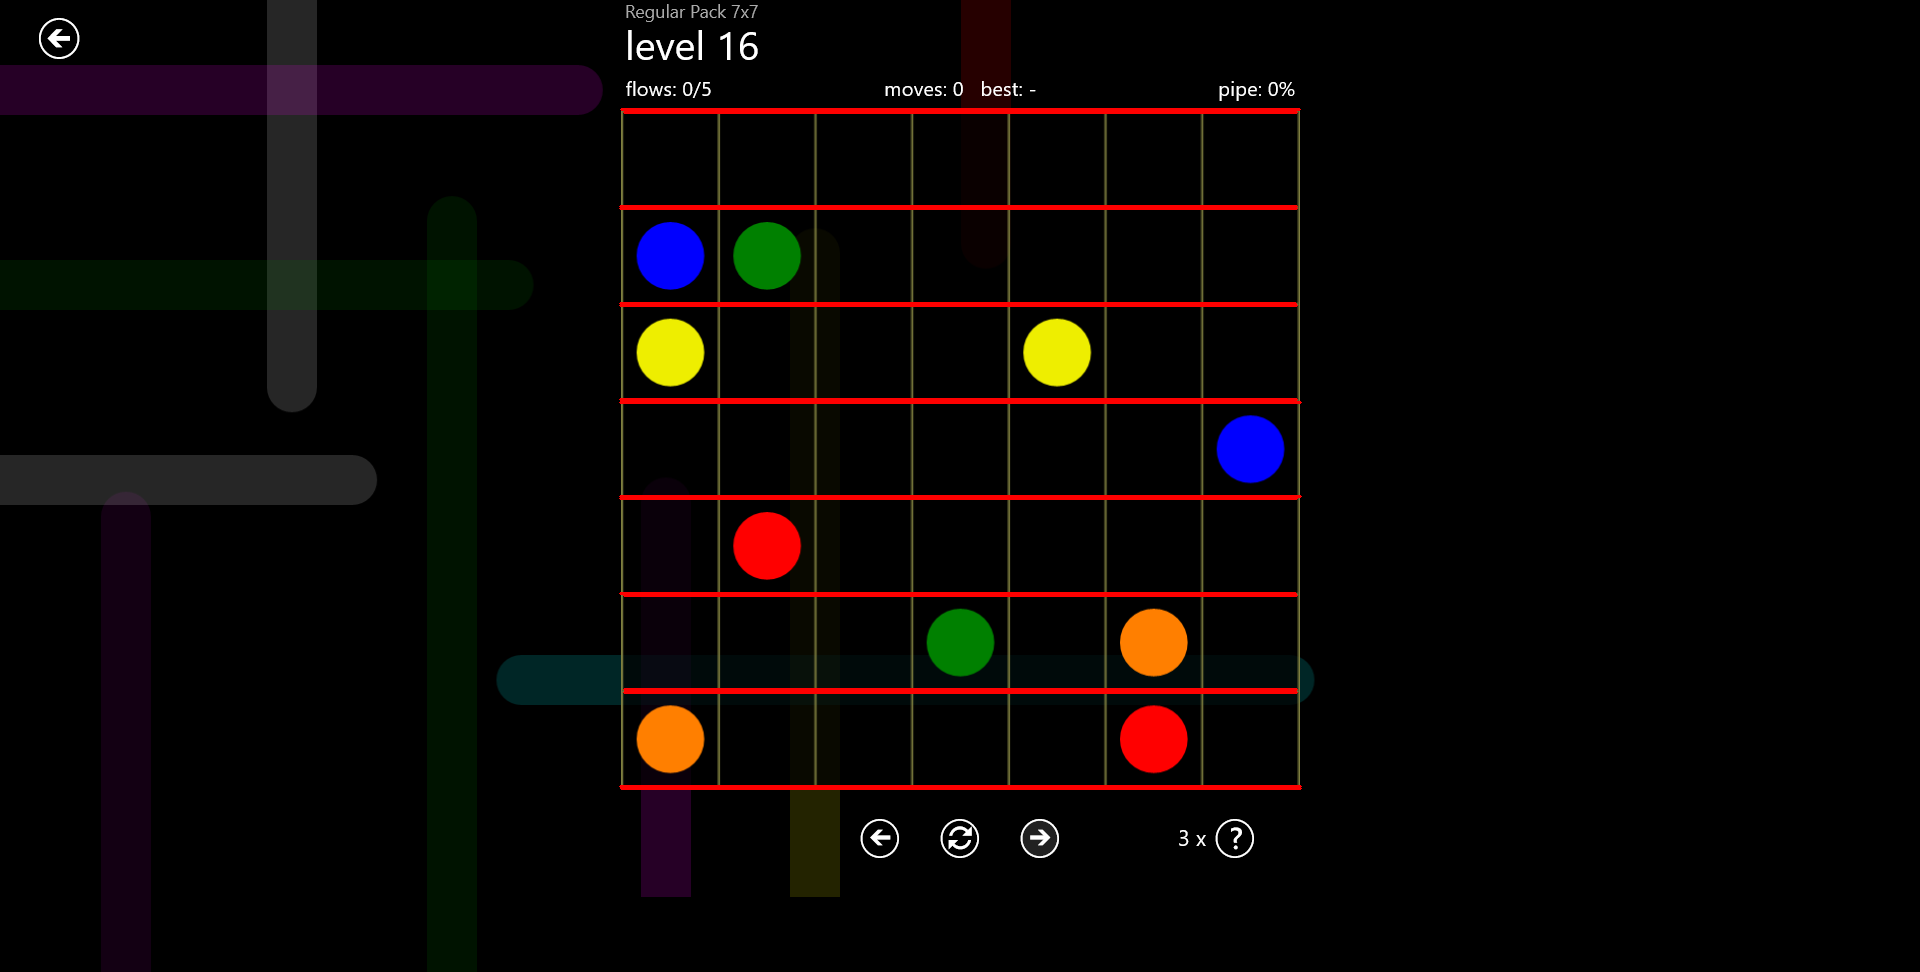 Regular Pack 7x7
level 16
flows: 0/5 moves: 0 best: - pipe: 0%
3 x ?